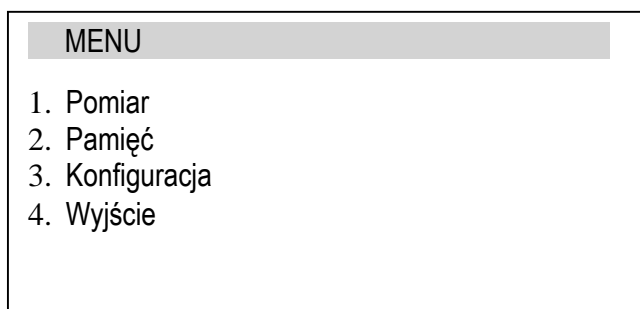 MENU
1. Pomiar
2. Pamięć
3. Konfiguracja
4. Wyjście